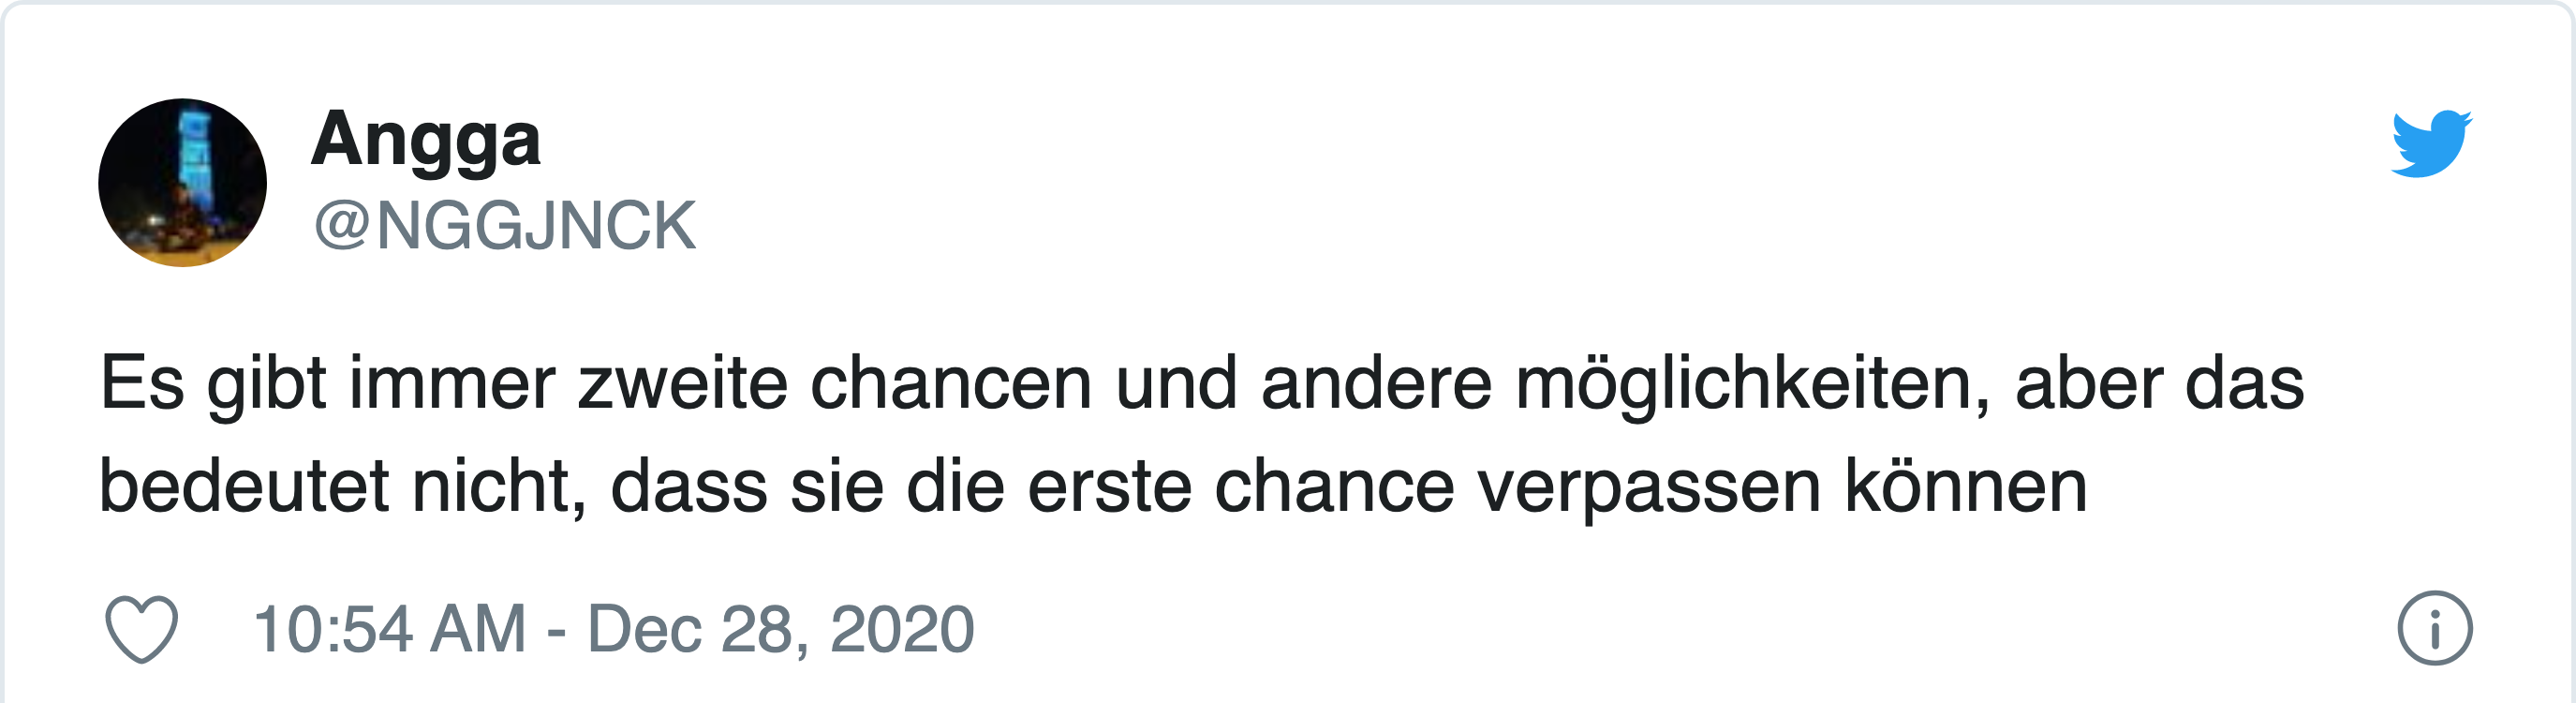 Angga
@NGGJNCK
Es gibt immer zweite chancen und andere möglichkeiten, aber das
bedeutet nicht, dass sie die erste chance verpassen können
10:54 AM - Dec 28, 2020